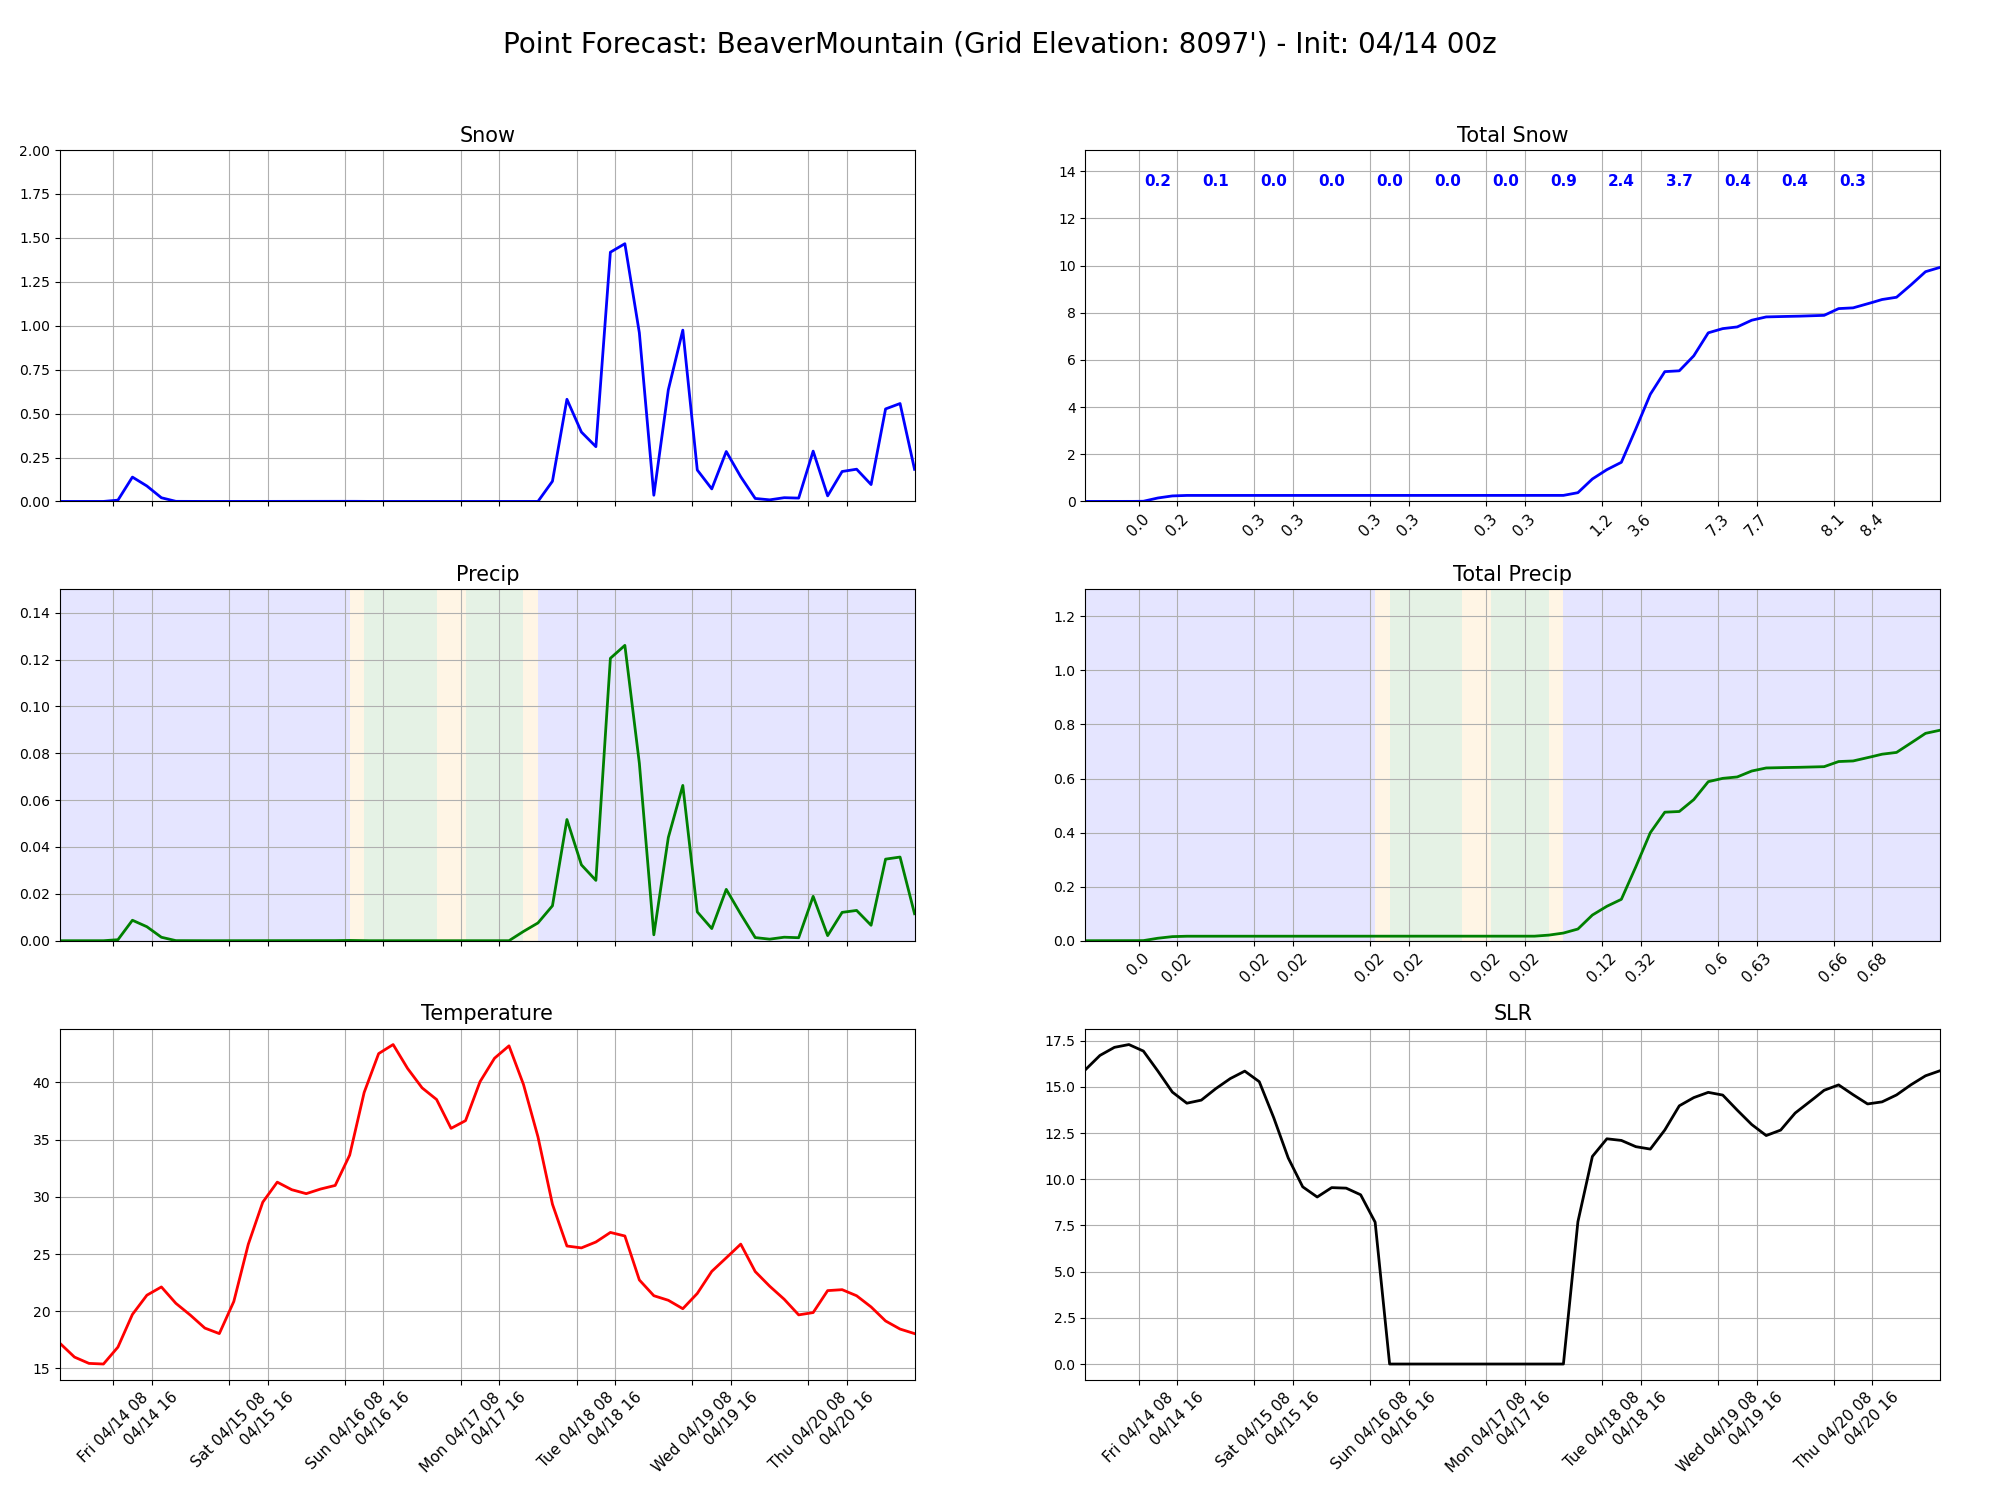 Point Forecast: BeaverMountain (Grid Elevation: 8097') - Init: 04/14 00z
Snow
2.00
1.75
1.50
1.25
1.00
0.75
0.50
0.25
0.00
Total Snow
14
12
10
8
6
4
2
0
0.2 0.1 0.0 0.0 0.0 0.0 0.0 0.9 2.4 3.7 0.4 0.4 0.3
0.0 0.2 0.3 0.3 0.3 0.3 0.3 0.3 1.2 3.6 7.3 7.7 8.1 8.4
Precip
0.14
0.12
0.10
0.08
0.06
0.04
0.02
0.00
Total Precip
1.2
1.0
0.8
0.6
0.4
0.2
0.0
0.0 0.02 0.02 0.02 0.02 0.02 0.02 0.02 0.12 0.32 0.6 0.63 0.66 0.68
Temperature
40
35
30
25
20
15
Fri 04/14 08
04/14 16
Sat 04/15 08
04/15 16
Sun 04/16 08
04/16 16
Mon 04/17 08
04/17 16
Tue 04/18 08
04/18 16
Wed 04/19 08
04/19 16
Thu 04/20 08
04/20 16
SLR
17.5
15.0
12.5
10.0
7.5
5.0
2.5
0.0
Fri 04/14 08
04/14 16
Sat 04/15 08
04/15 16
Sun 04/16 08
04/16 16
Mon 04/17 08
04/17 16
Tue 04/18 08
04/18 16
Wed 04/19 08
04/19 16
Thu 04/20 08
04/20 16